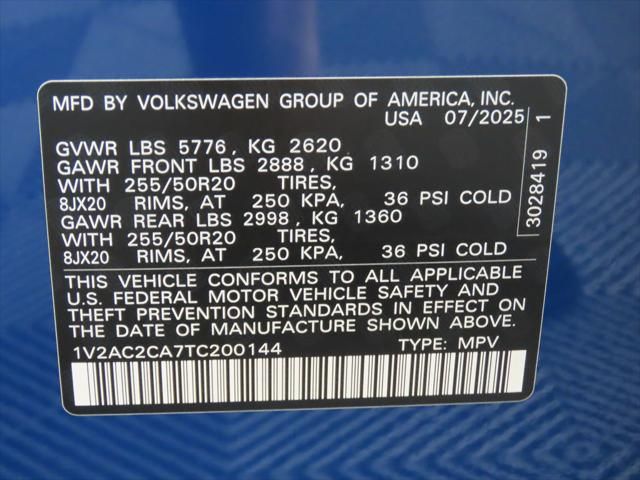 MFD BY VOLKSWAGEN GROUP OF AMERICA, INC.
USA 07/2025
GVWR LBS 5776, KG 2620
GAWR FRONT LBS 2888, KG 1310
WITH 255/50R20 TIRES,
8JX20 RIMS, AT 250 KPA, 36 PSI COLD
GAWR REAR LBS 2998, KG 1360
WITH 255/50R20 TIRES,
8JX20 RIMS, AT 250 KPA, 36 PSI COLD
THIS VEHICLE CONFORMS TO ALL APPLICABLE
U.S. FEDERAL MOTOR VEHICLE SAFETY AND
THEFT PREVENTION STANDARDS IN EFFECT ON
THE DATE OF MANUFACTURE SHOWN ABOVE.
1V2AC2CA7TC200144 TYPE: MPV
3028419 1